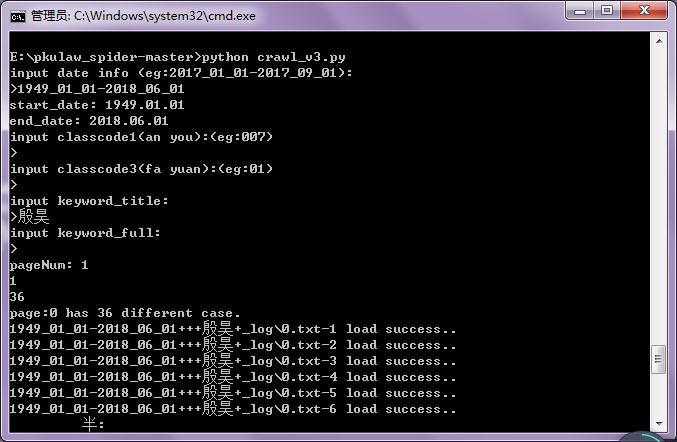 管理员: C:\Windows\system32\cmd.exe
E:\pkulaw_spider-master>python crawl_v3.py
input date info (eg:2017_01_01-2017_09_01):
>1949_01_01-2018_06_01
start_date: 1949.01.01
end_date: 2018.06.01
input classcode1(an you):(eg:007)
>
input classcode3(fa yuan):(eg:01)
>
input keyword_title:
>殷昊
input keyword_full:
>
pageNum: 1
1
36
page:0 has 36 different case.
1949_01_01-2018_06_01+++殷昊+_log\0.txt-1 load success..
1949_01_01-2018_06_01+++殷昊+_log\0.txt-2 load success..
1949_01_01-2018_06_01+++殷昊+_log\0.txt-3 load success..
1949_01_01-2018_06_01+++殷昊+_log\0.txt-4 load success..
1949_01_01-2018_06_01+++殷昊+_log\0.txt-5 load success..
1949_01_01-2018_06_01+++殷昊+_log\0.txt-6 load success..
半: